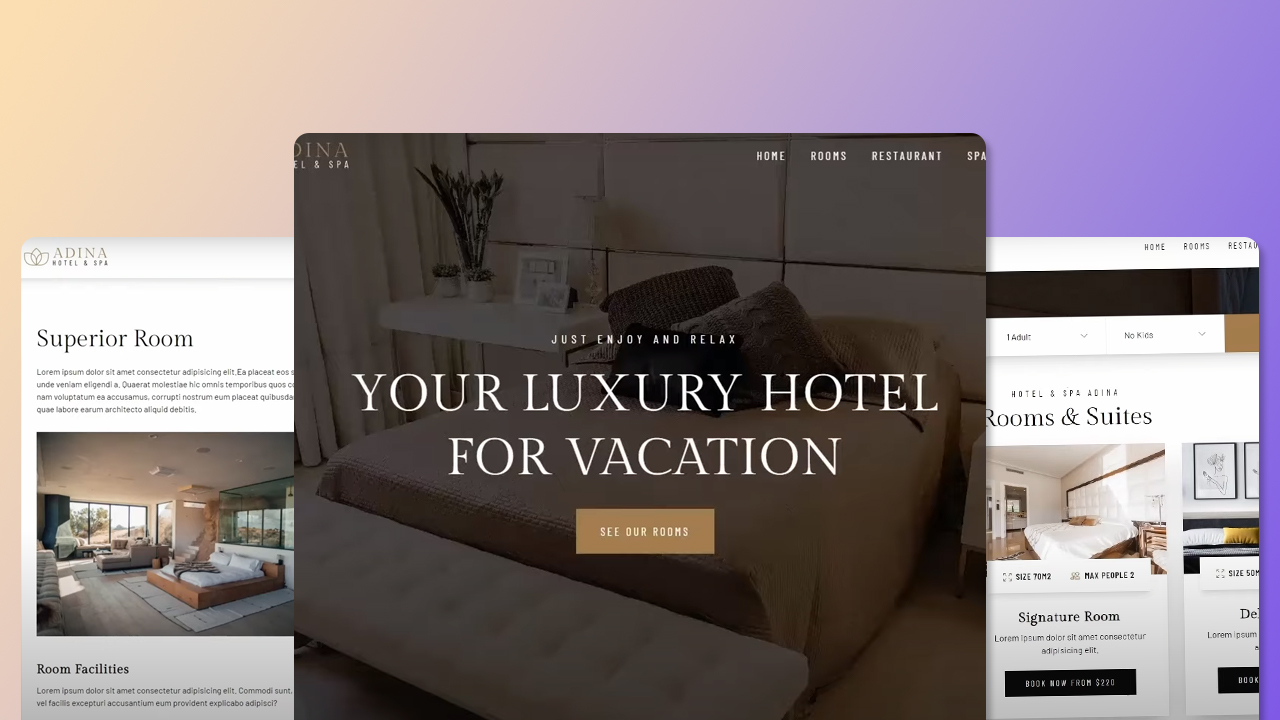 ADINA
HOTEL & SPA
Superior Room
Lorem ipsum dolor sit amet consectetur adipisicing elit.Ea placeat eos
unde veniam eligendi a. Quaerat molestiae hic omnis temporibus quos
nam voluptatum ea accusamus, corrupti nostrum eum placeat
quae labore earum architecto aliquid debitis.
Room Facilities
Lorem ipsum dolor sit amet consectetur adipisicing elit. Commodi sunt,
vel facilis excepturi accusantium eum provident explicabo adipisci?
DINA
EL & SPA
HOME ROOMS RESTAURANT SPA
JUST ENJOY AND RELAX
YOUR LUXURY HOTEL
FOR VACATION
SEE OUR ROOMS
HOME ROOMS RESTAU
1 Adult
No Kids
HOTEL & SPA ADINA
Rooms & Suites
SIZE 70M2 MAX PEOPLE 2
Signature Room
Lorem ipsum dolor sit amet consectetur
adipisicing elit.
BOOK NOW FROM $220
SIZE 50M
Lorem ipsum
BOOK